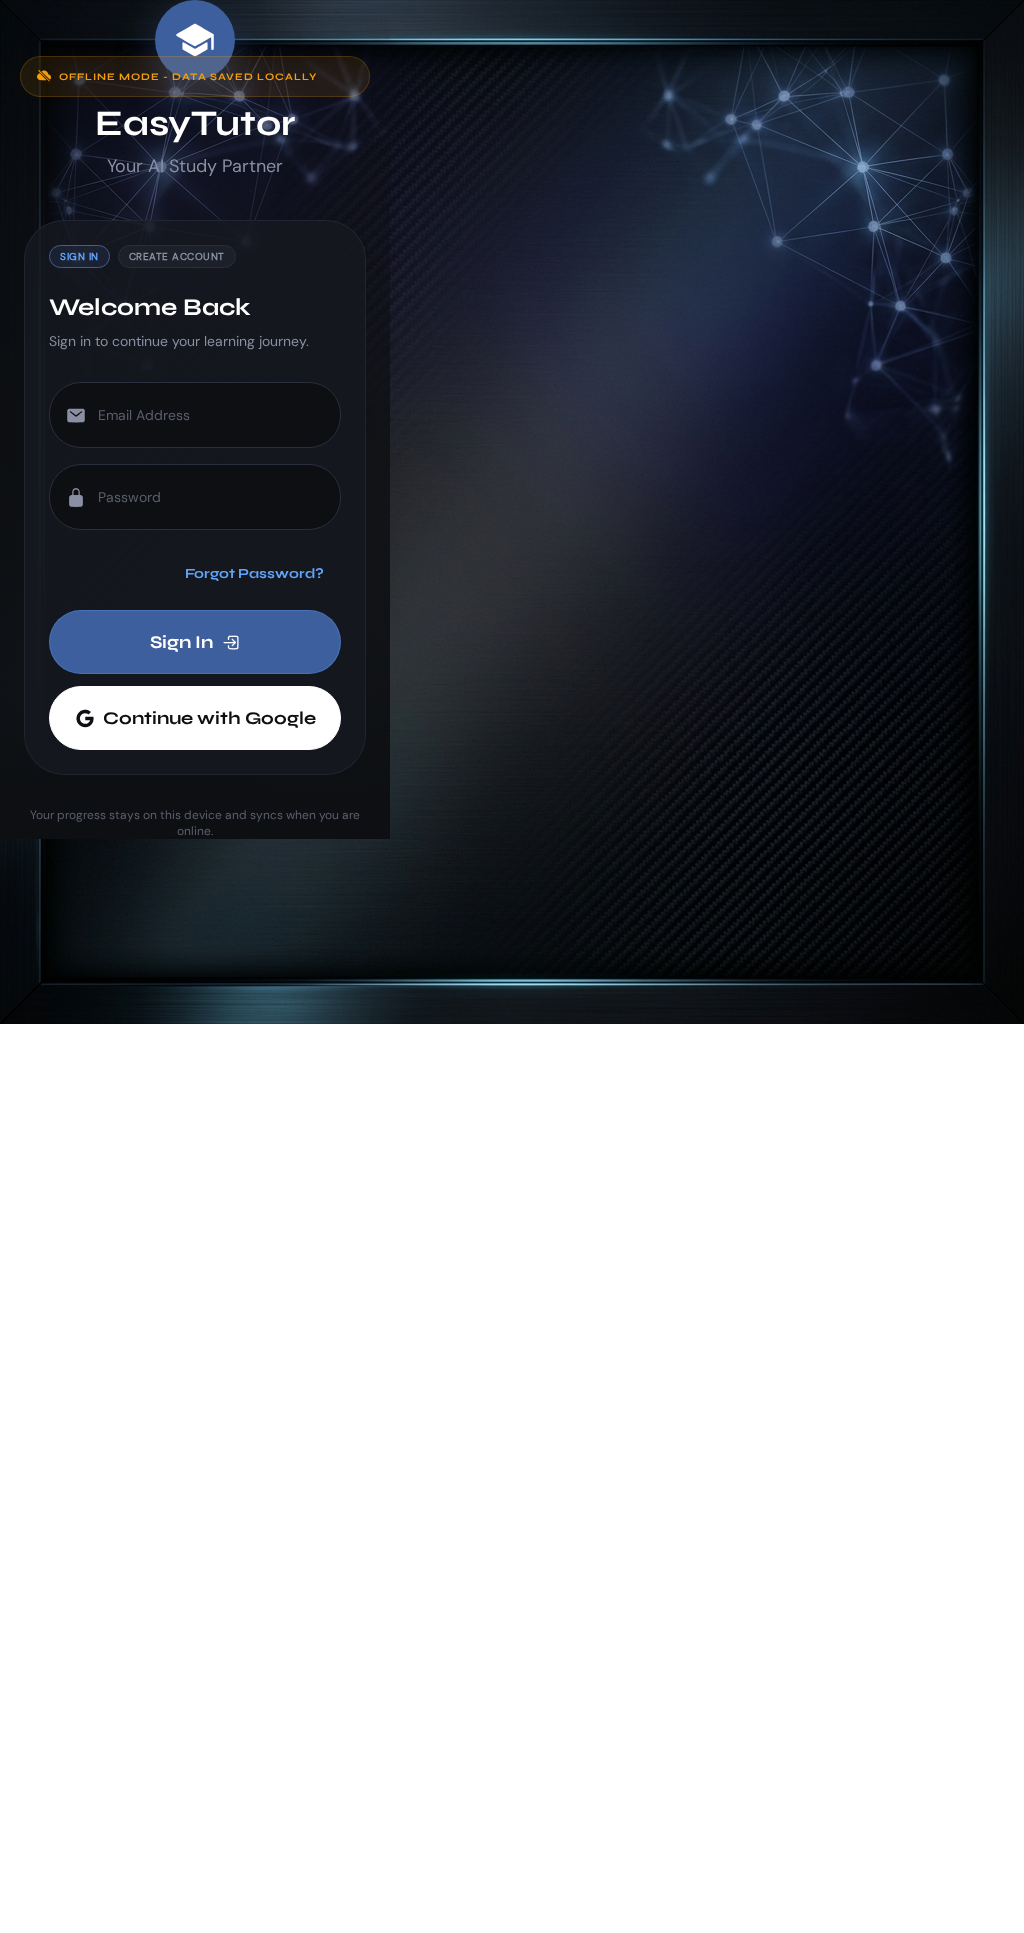 OFFLINE MODE - DATA SAVED LOCALLY
EasyTutor
Your AI Study Partner
SIGN IN
CREATE ACCOUNT
Welcome Back
Sign in to continue your learning journey.
Email Address
Password
Forgot Password?
Sign In
Continue with Google
Your progress stays on this device and syncs when you are
online.